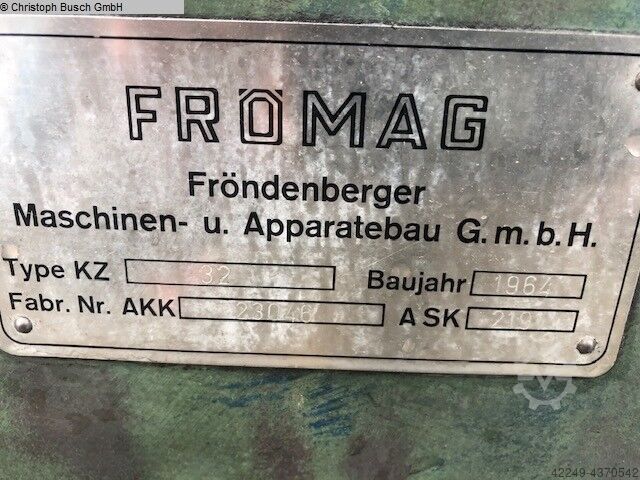 © Christoph Busch GmbH
FRÖMAG
Fröndenberger
Maschinen- u. Apparatebau G.m.b.H.
Type KZ 32 Baujahr 1964
Fabr. Nr. AKK 23046 ASK 219
42249-4370542